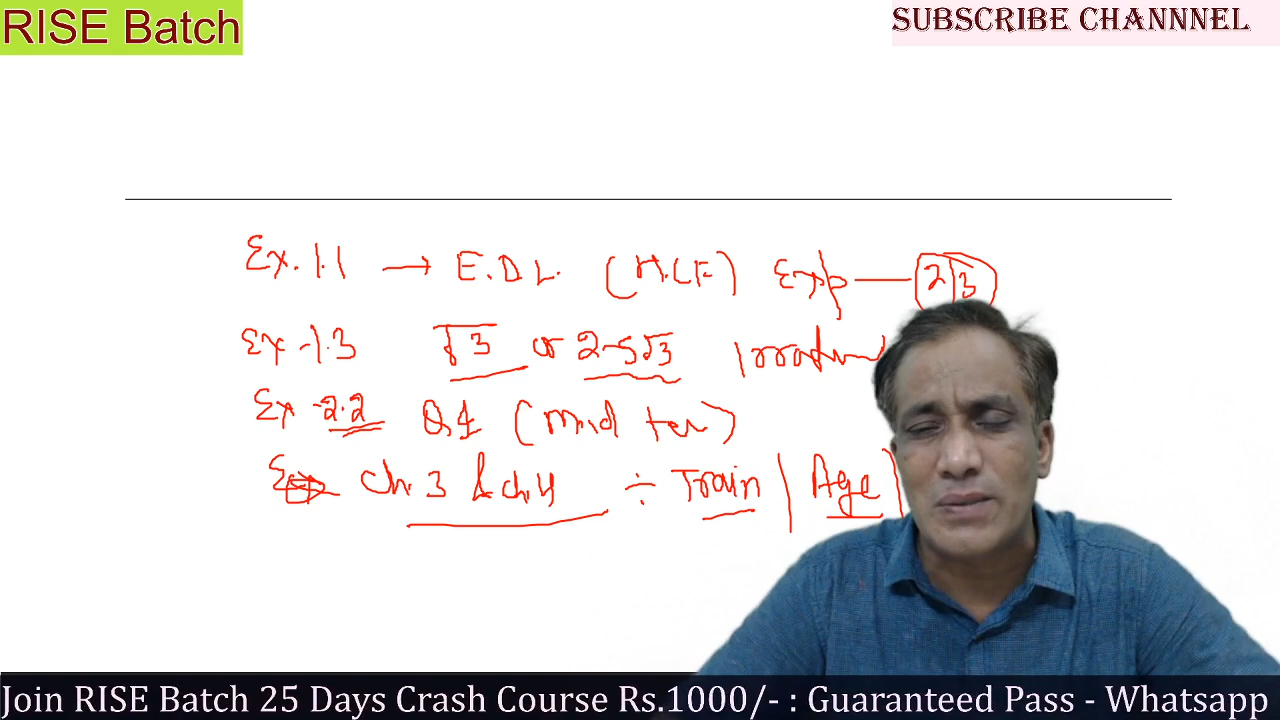 RISE Batch
SUBSCRIBE CHANNNEL
Ex. 1.1 → E.D.L. (H.C.F) Exp — 2/3
Ex - 1.3 √3 or 2-5√3
Ex - 2.2 (Mid ter)
Ch. 3 & Ch. 4 ÷ Train | Age |
Join RISE Batch 25 Days Crash Course Rs.1000/- : Guaranteed Pass - Whatsapp